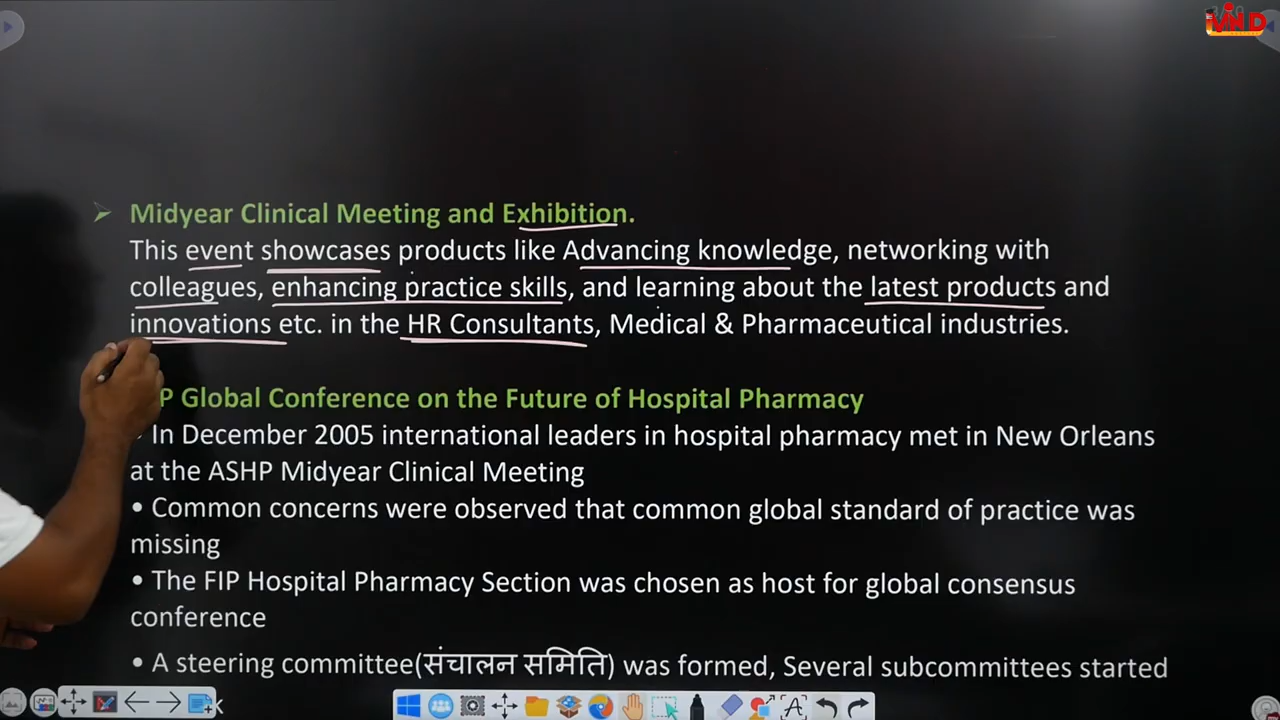 Midyear Clinical Meeting and Exhibition.
This event showcases products like Advancing knowledge, networking with
colleagues, enhancing practice skills, and learning about the latest products and
innovations etc. in the HR Consultants, Medical & Pharmaceutical industries.
P Global Conference on the Future of Hospital Pharmacy
• In December 2005 international leaders in hospital pharmacy met in New Orleans
at the ASHP Midyear Clinical Meeting
• Common concerns were observed that common global standard of practice was
missing
• The FIP Hospital Pharmacy Section was chosen as host for global consensus
conference
• A steering committee(संचालन समिति) was formed, Several subcommittees started